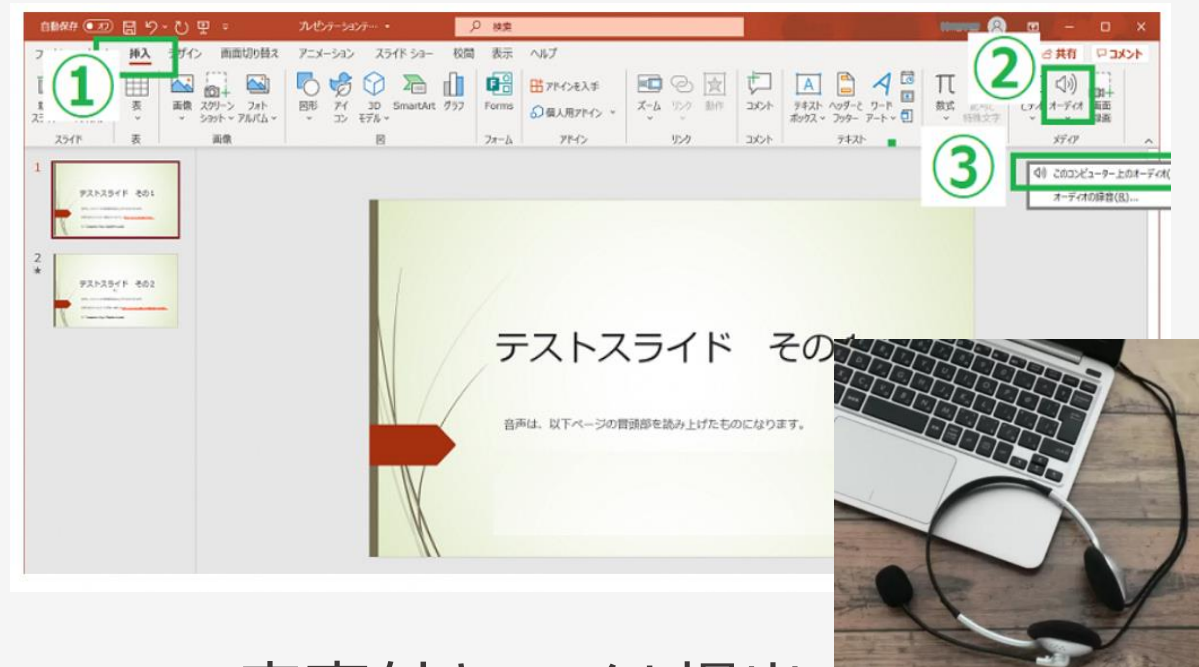 自動保存 オフ プレゼンテーション… 検索
挿入 デザイン 画面切り替え アニメーション スライド ショー 校閲 表示 ヘルプ 共有 コメント
① ②
表 画像 スクリーン ショット フォト アルバム 図形 アイコン 3D モデル SmartArt グラフ Forms アドインを入手 個人用アドイン ズーム リンク 動作 コメント テキスト ボックス ヘッダーと フッター ワード アート 数式 特殊文字 オーディオ 画面 録画
スライド 表 画像 図 フォーム アドイン リンク コメント テキスト メディア
③
このコンピューター上のオーディオ(
オーディオの録音(R)...
1
テストスライド その1
2
テストスライド その2
テストスライド その
音声は、以下ページの冒頭部を読み上げたものになります。